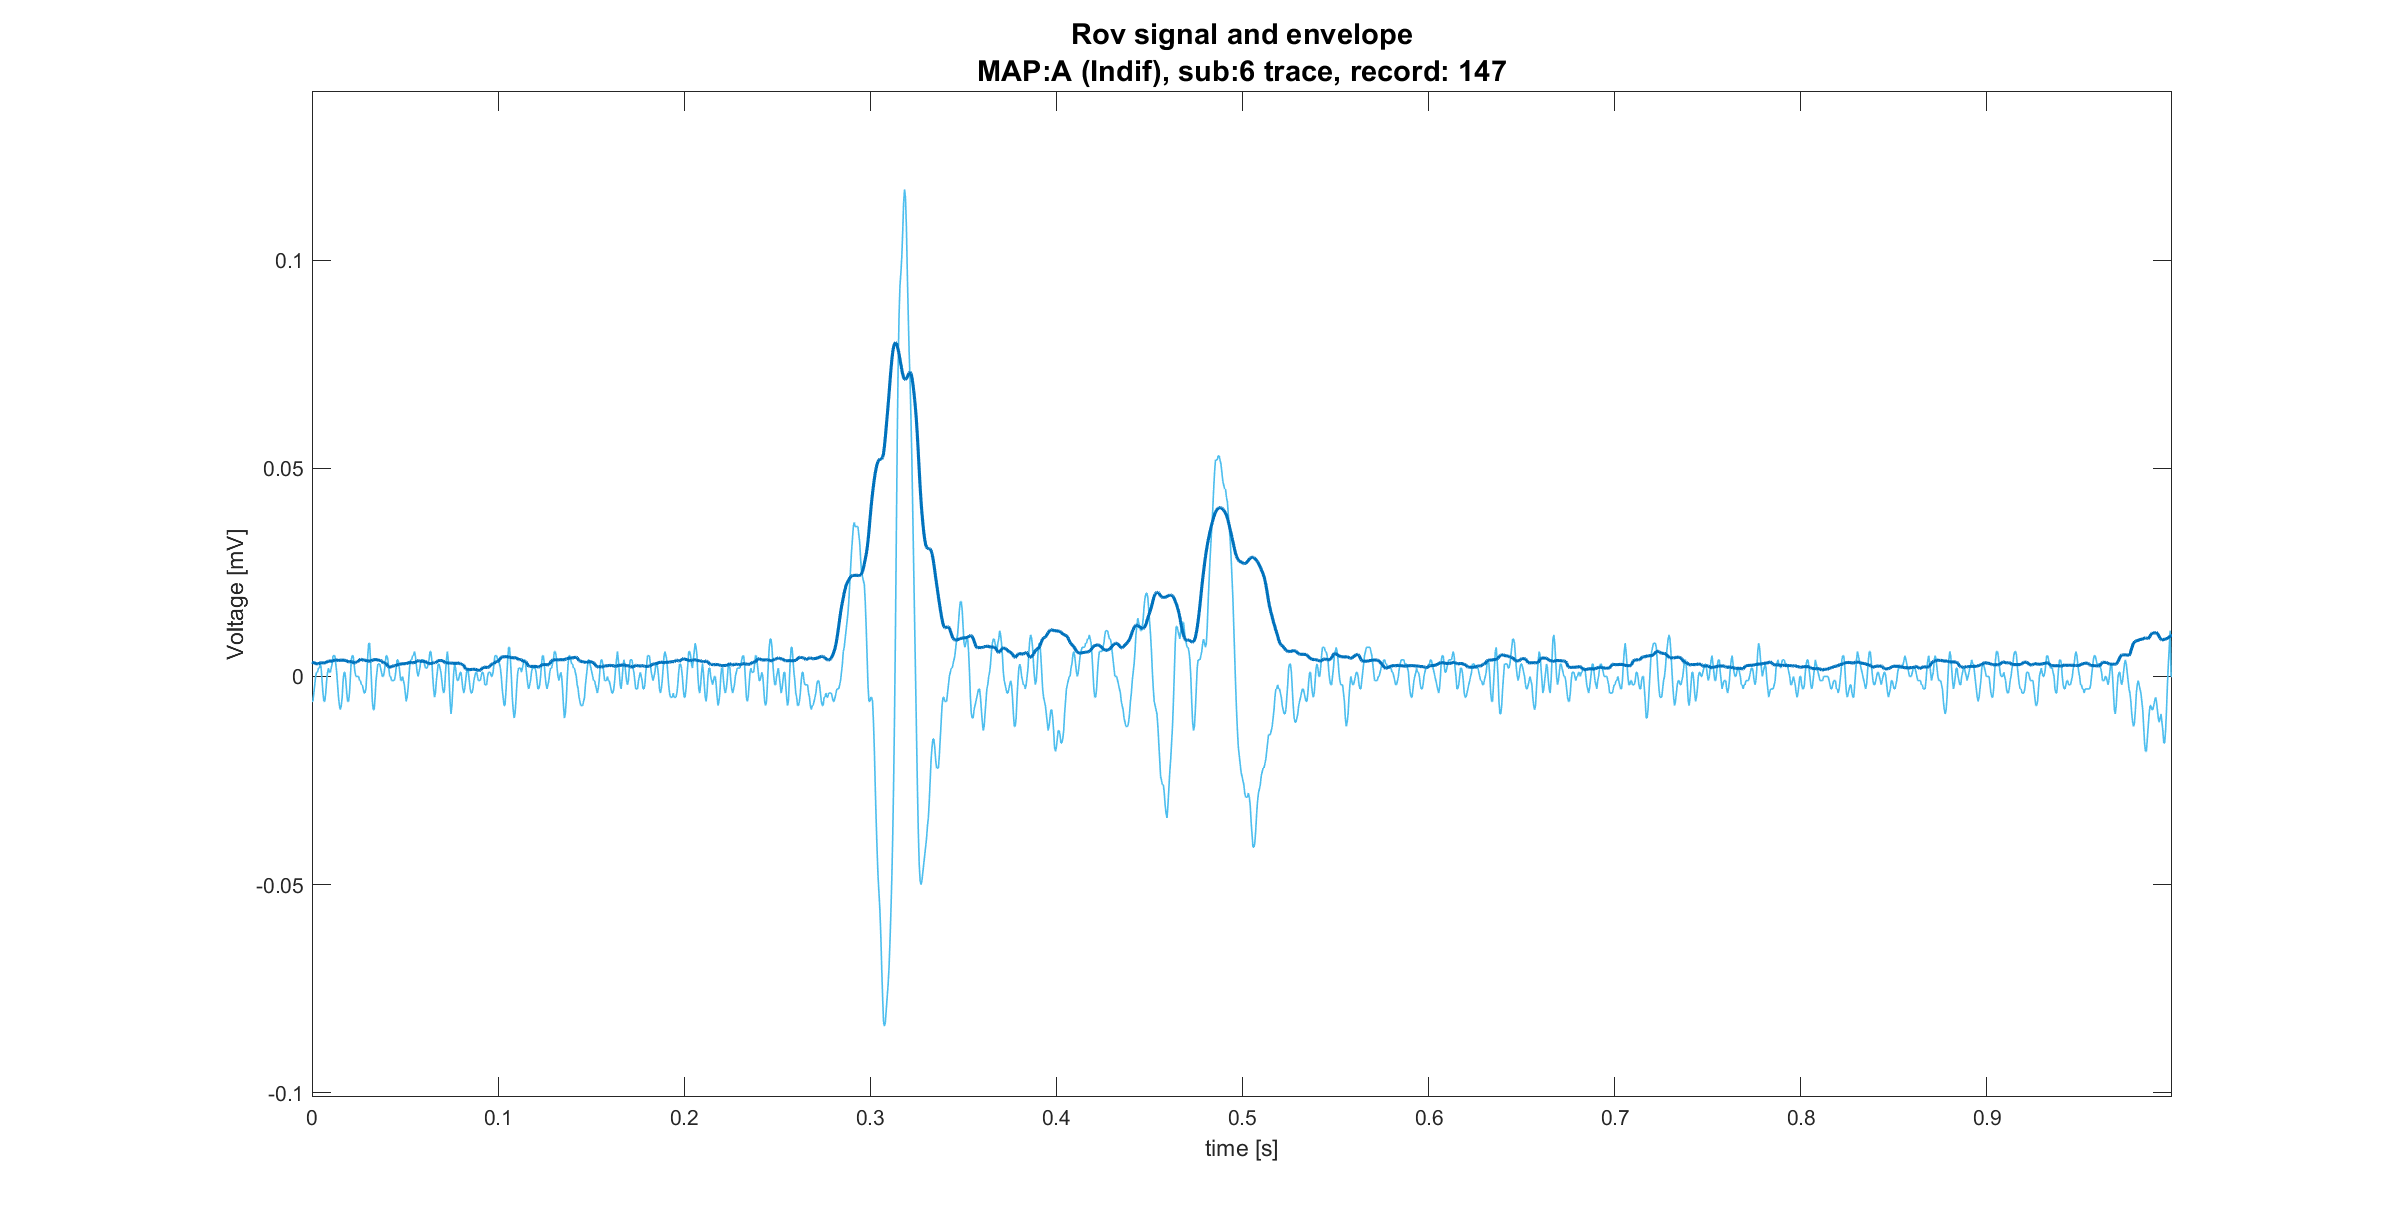 Rov signal and envelope
MAP:A (Indif), sub:6 trace, record: 147
0.1
0.05
0
-0.05
-0.1
Voltage [mV]
0 0.1 0.2 0.3 0.4 0.5 0.6 0.7 0.8 0.9
time [s]